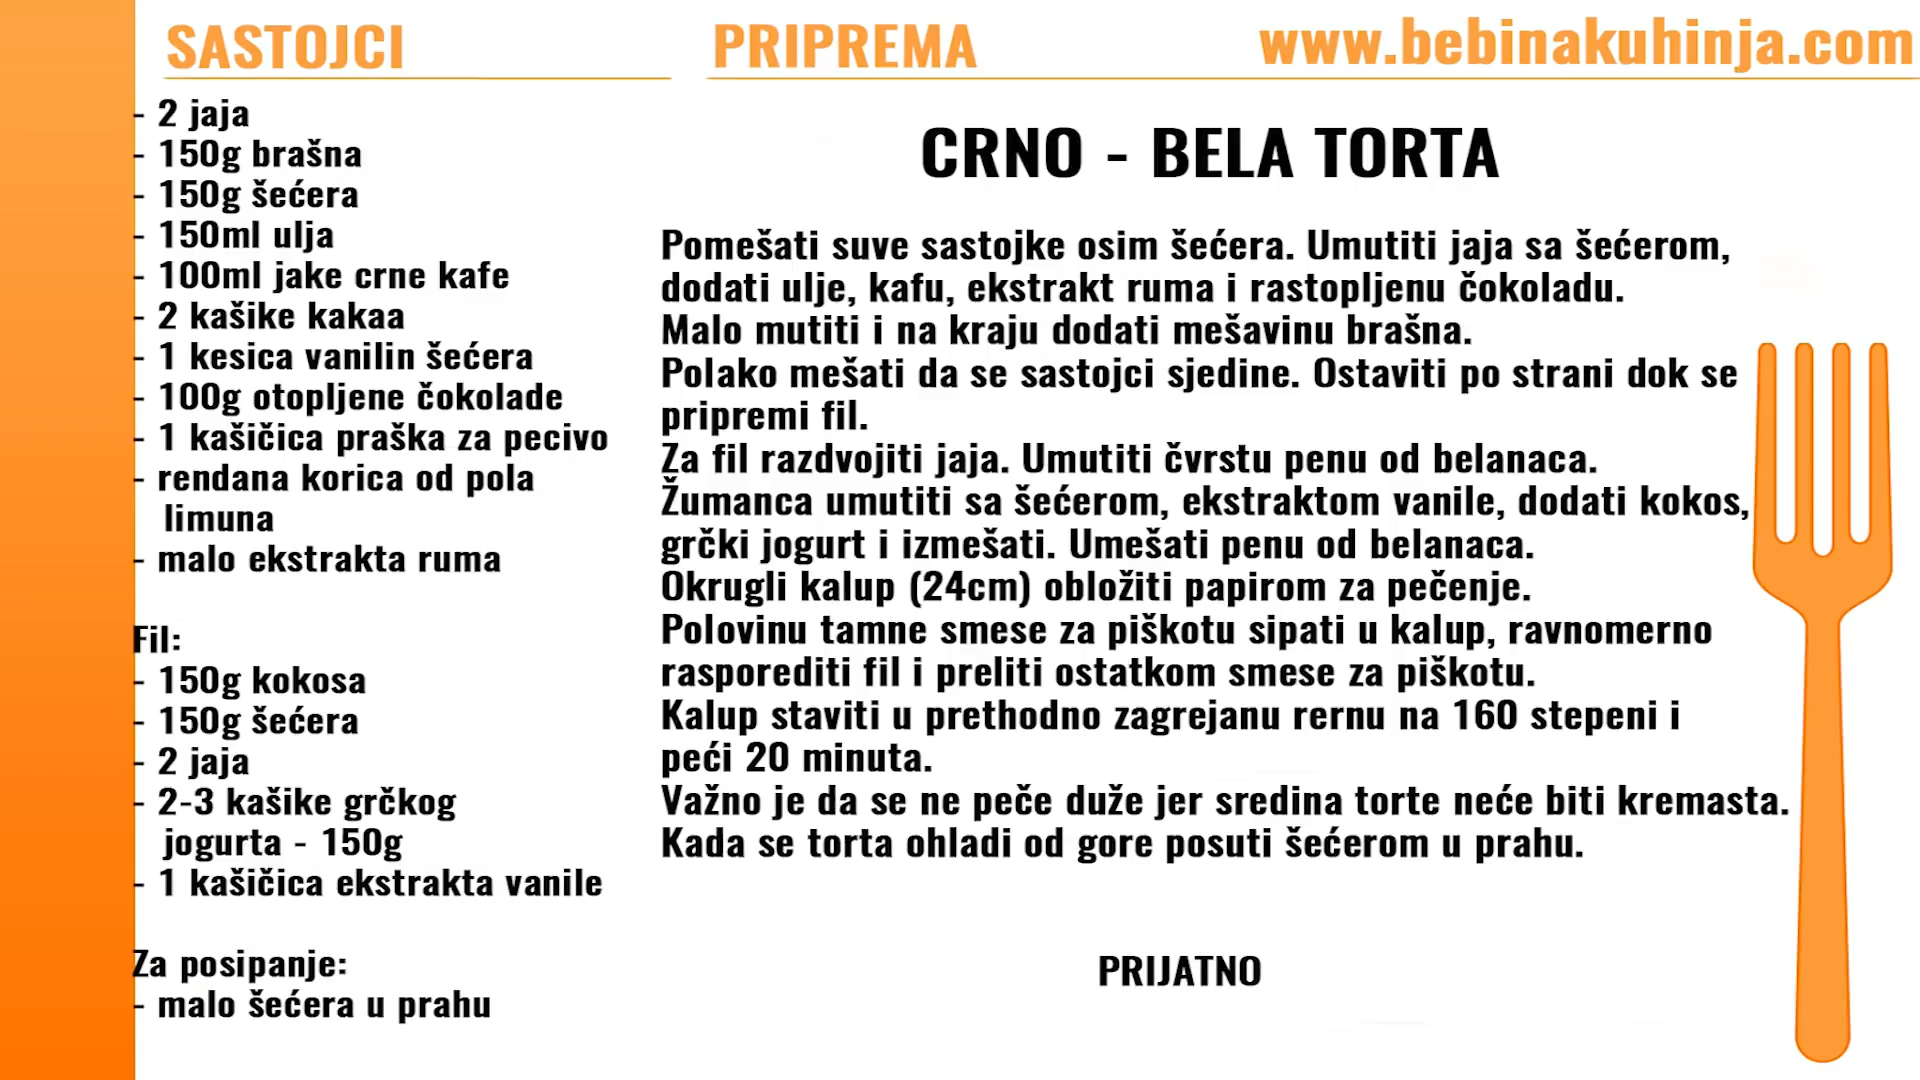 SASTOJCI
- 2 jaja
- 150g brašna
- 150g šećera
- 150ml ulja
- 100ml jake crne kafe
- 2 kašike kakaa
- 1 kesica vanilin šećera
- 100g otopljene čokolade
- 1 kašičica praška za pecivo
- rendana korica od pola
limuna
- malo ekstrakta ruma
Fil:
- 150g kokosa
- 150g šećera
- 2 jaja
- 2-3 kašike grčkog
jogurta - 150g
- 1 kašičica ekstrakta vanile
Za posipanje:
- malo šećera u prahu
PRIPREMA
www.bebinakuhinja.com
CRNO - BELA TORTA
Pomešati suve sastojke osim šećera. Umutiti jaja sa šećerom,
dodati ulje, kafu, ekstrakt ruma i rastopljenu čokoladu.
Malo mutiti i na kraju dodati mešavinu brašna.
Polako mešati da se sastojci sjedine. Ostaviti po strani dok se
pripremi fil.
Za fil razdvojiti jaja. Umutiti čvrstu penu od belanaca.
Žumanca umutiti sa šećerom, ekstraktom vanile, dodati kokos,
grčki jogurt i izmešati. Umešati penu od belanaca.
Okrugli kalup (24cm) obložiti papirom za pečenje.
Polovinu tamne smese za piškotu sipati u kalup, ravnomerno
rasporediti fil i preliti ostatkom smese za piškotu.
Kalup staviti u prethodno zagrejanu rernu na 160 stepeni i
peći 20 minuta.
Važno je da se ne peče duže jer sredina torte neće biti kremasta.
Kada se torta ohladi od gore posuti šećerom u prahu.
PRIJATNO